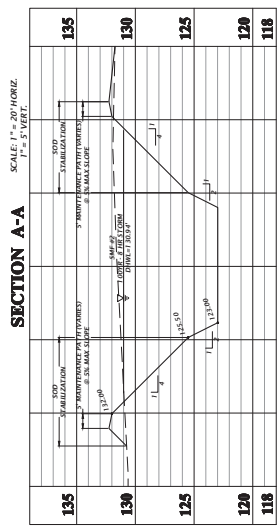 SECTION A-A
SCALE: 1" = 20' HORIZ.
1" = 5' VERT.
135
130
125
120
118
135
130
125
120
118
SOD
STABILIZATION
5' MAINTENANCE PATH (VARIES)
@ 5% MAX SLOPE
132.00
1
4
125.50
1
2
123.00
SMF #2
100YR - 8 HR STORM
DHWL=130.94'
SOD
STABILIZATION
5' MAINTENANCE PATH (VARIES)
@ 5% MAX SLOPE
1
4
1
2